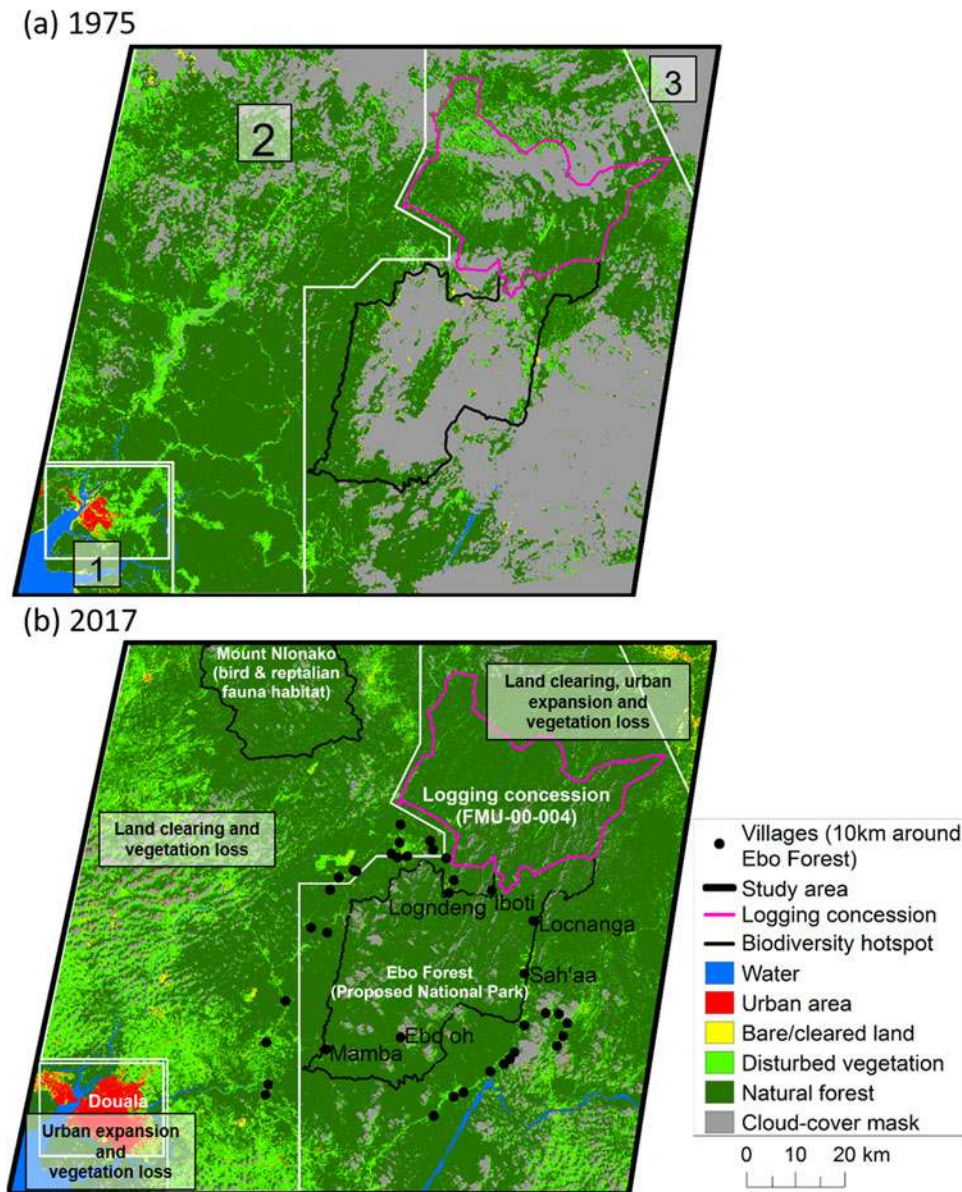 (a) 1975
3
2
1
(b) 2017
Mount Nlonako
(bird & reptalian
fauna habitat)
Land clearing, urban
expansion and
vegetation loss
Logging concession
(FMU-00-004)
Land clearing and
vegetation loss
Logndeng
Iboti
Locnanga
Sah'aa
Ebo Forest
(Proposed National Park)
Ebo oh
Mamba
Douala
Urban expansion
and
vegetation loss
Villages (10km around
Ebo Forest)
Study area
Logging concession
Biodiversity hotspot
Water
Urban area
Bare/cleared land
Disturbed vegetation
Natural forest
Cloud-cover mask
0 10 20 km